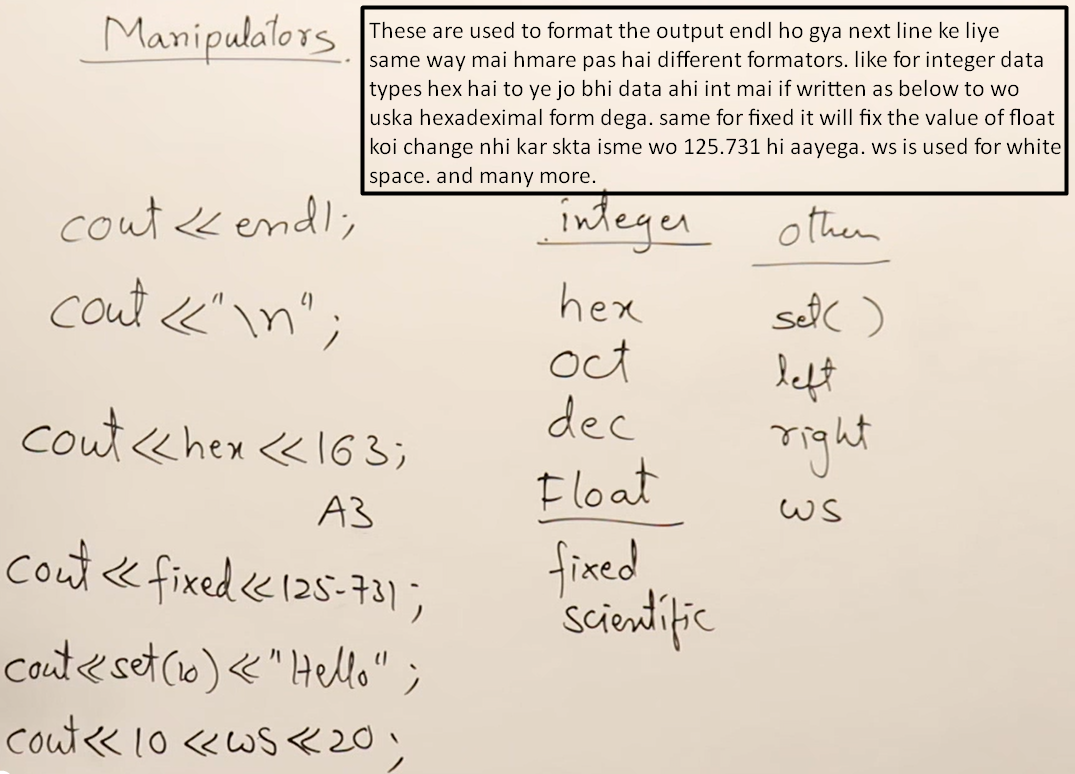 Manipulators
These are used to format the output endl ho gya next line ke liye
same way mai hmare pas hai different formators. like for integer data
types hex hai to ye jo bhi data ahi int mai if written as below to wo
uska hexadeximal form dega. same for fixed it will fix the value of float
koi change nhi kar skta isme wo 125.731 hi aayega. ws is used for white
space. and many more.
cout << endl;
cout << "\n";
cout << hex << 163;
A3
cout << fixed << 125.731;
cout << set(10) << "Hello";
cout << 10 << ws << 20;
integer
hex
oct
dec
Float
fixed
scientific
other
set( )
left
right
ws